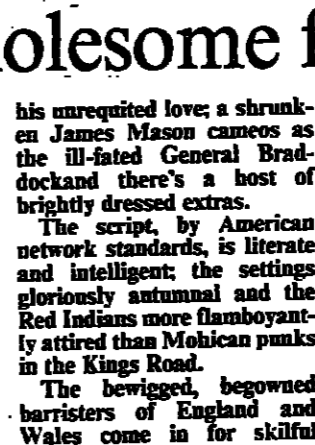 olesome f
his unrequited love; a shrunk-
en James Mason cameos as
the ill-fated General Brad-
dockand there's a host of
brightly dressed extras.
The script, by American
network standards, is literate
and intelligent; the settings
gloriously autumnal and the
Red Indians more flamboyant-
ly attired than Mohican punks
in the Kings Road.
The bewigged, begowned
barristers of England and
Wales come in for skilful